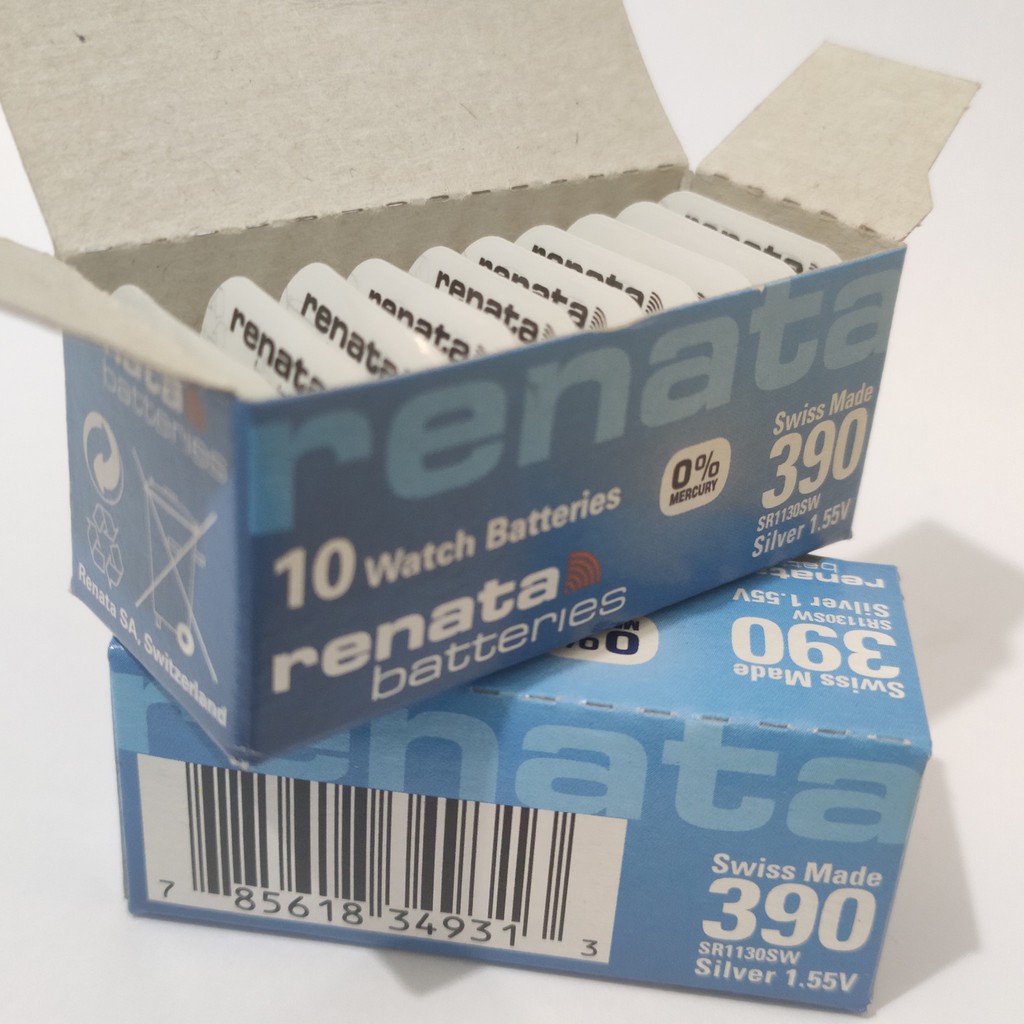 renata
renata
renata
renata
renata
renata
renata
renata
batteries
Renata SA, Switzerland
renata
10 Watch Batteries
renata
batteries
0%
MERCURY
Swiss Made
390
SR1130SW
Silver 1.55V
renata
Silver 1.55V
SR1130SW
390
Swiss Made
0%
renata
7 85618 34931 3
Swiss Made
390
SR1130SW
Silver 1.55V